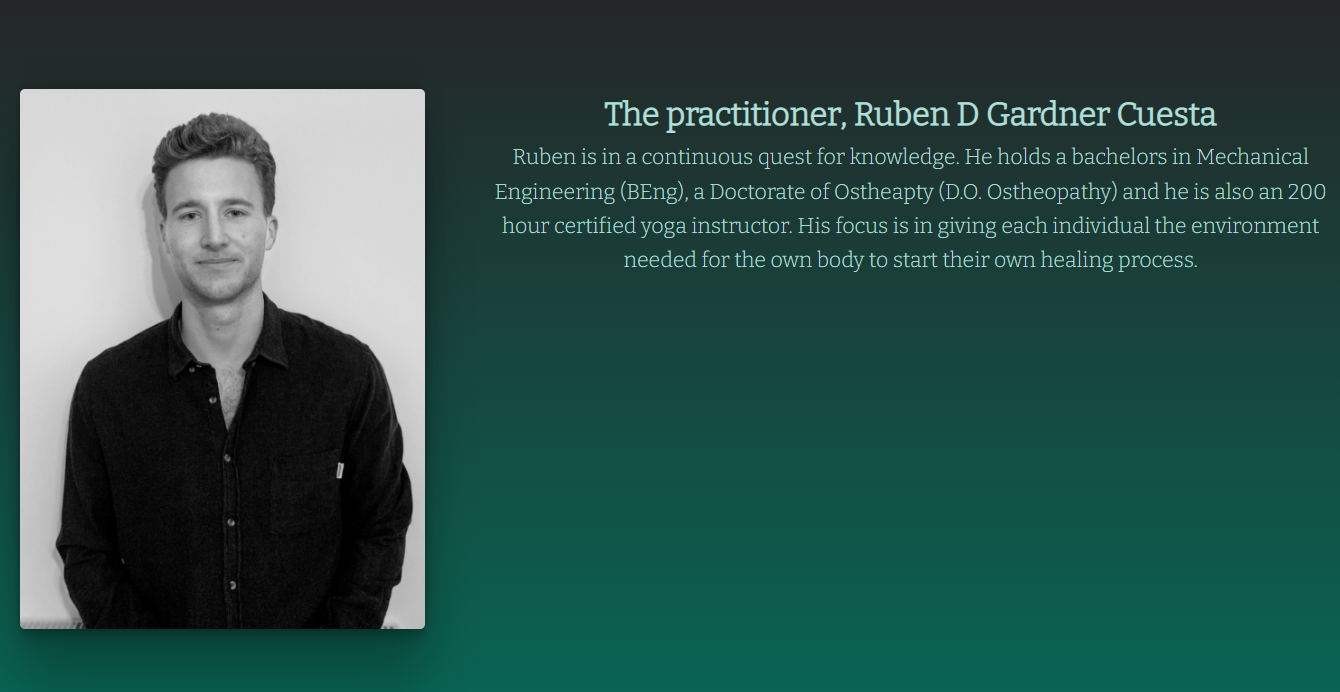 The practitioner, Ruben D Gardner Cuesta
Ruben is in a continuous quest for knowledge. He holds a bachelors in Mechanical
Engineering (BEng), a Doctorate of Ostheapty (D.O. Ostheopathy) and he is also an 200
hour certified yoga instructor. His focus is in giving each individual the environment
needed for the own body to start their own healing process.